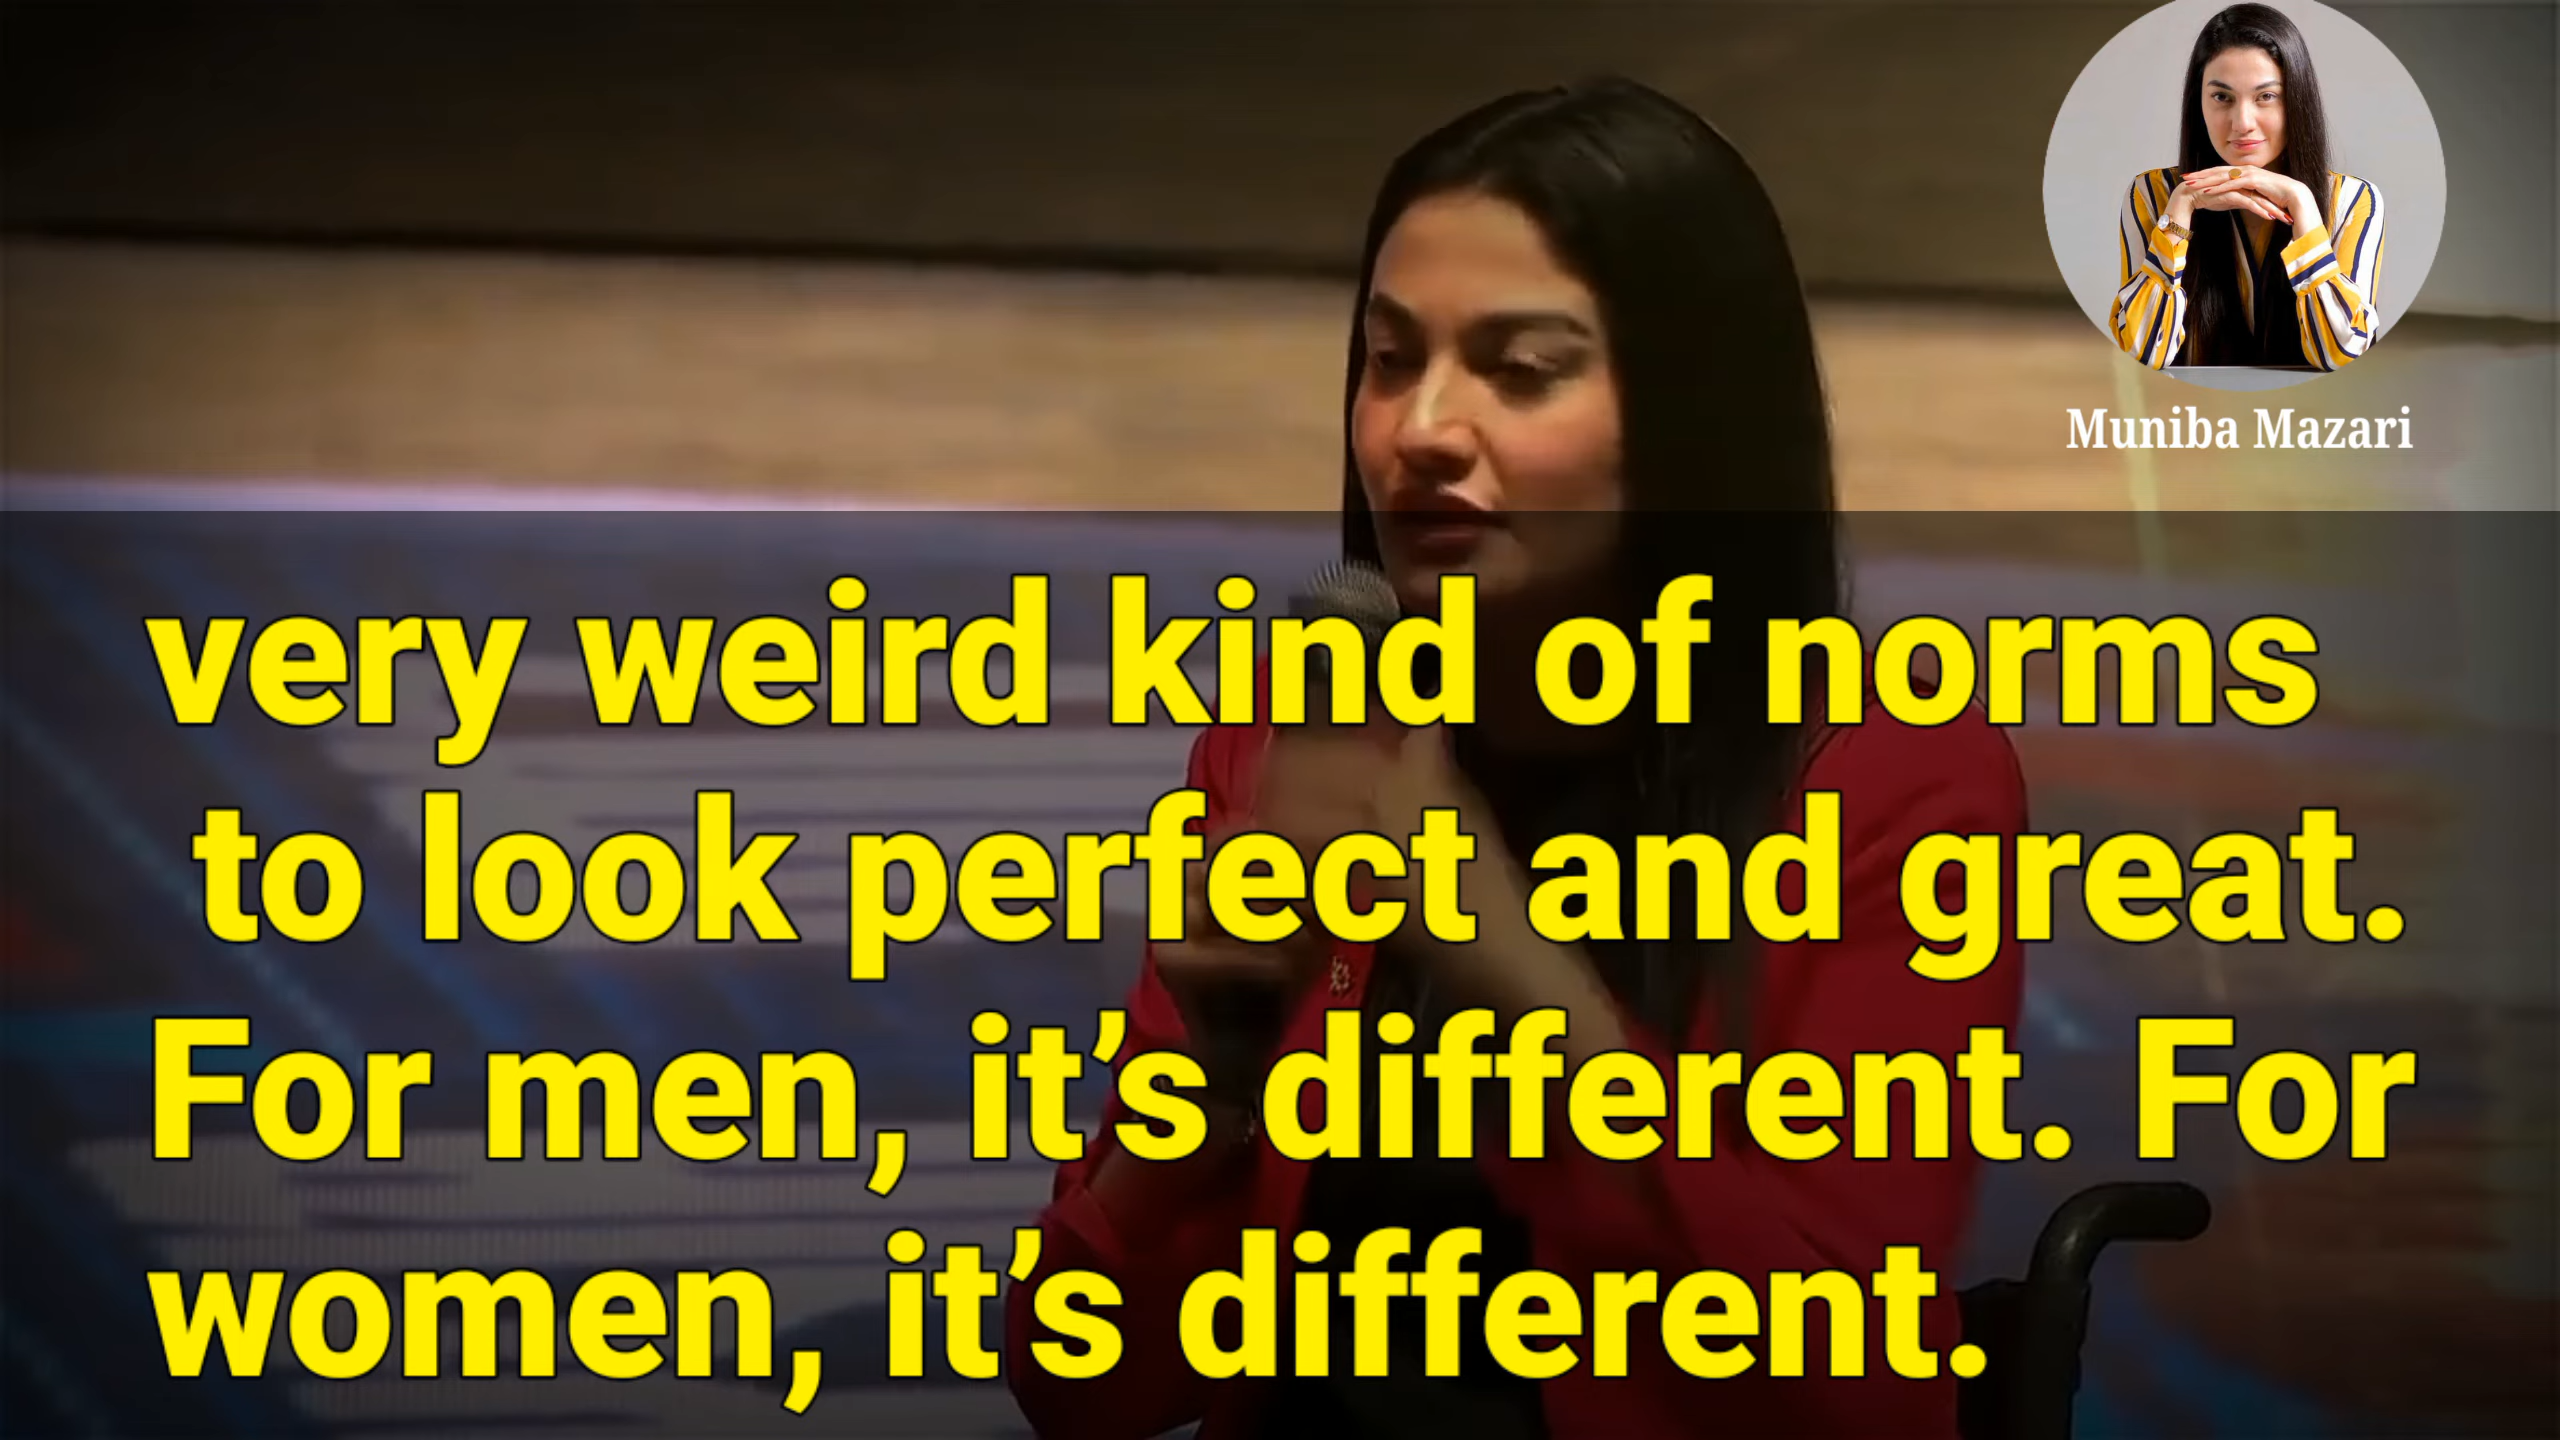 Muniba Mazari
very weird kind of norms
to look perfect and great.
For men, it’s different. For
women, it’s different.